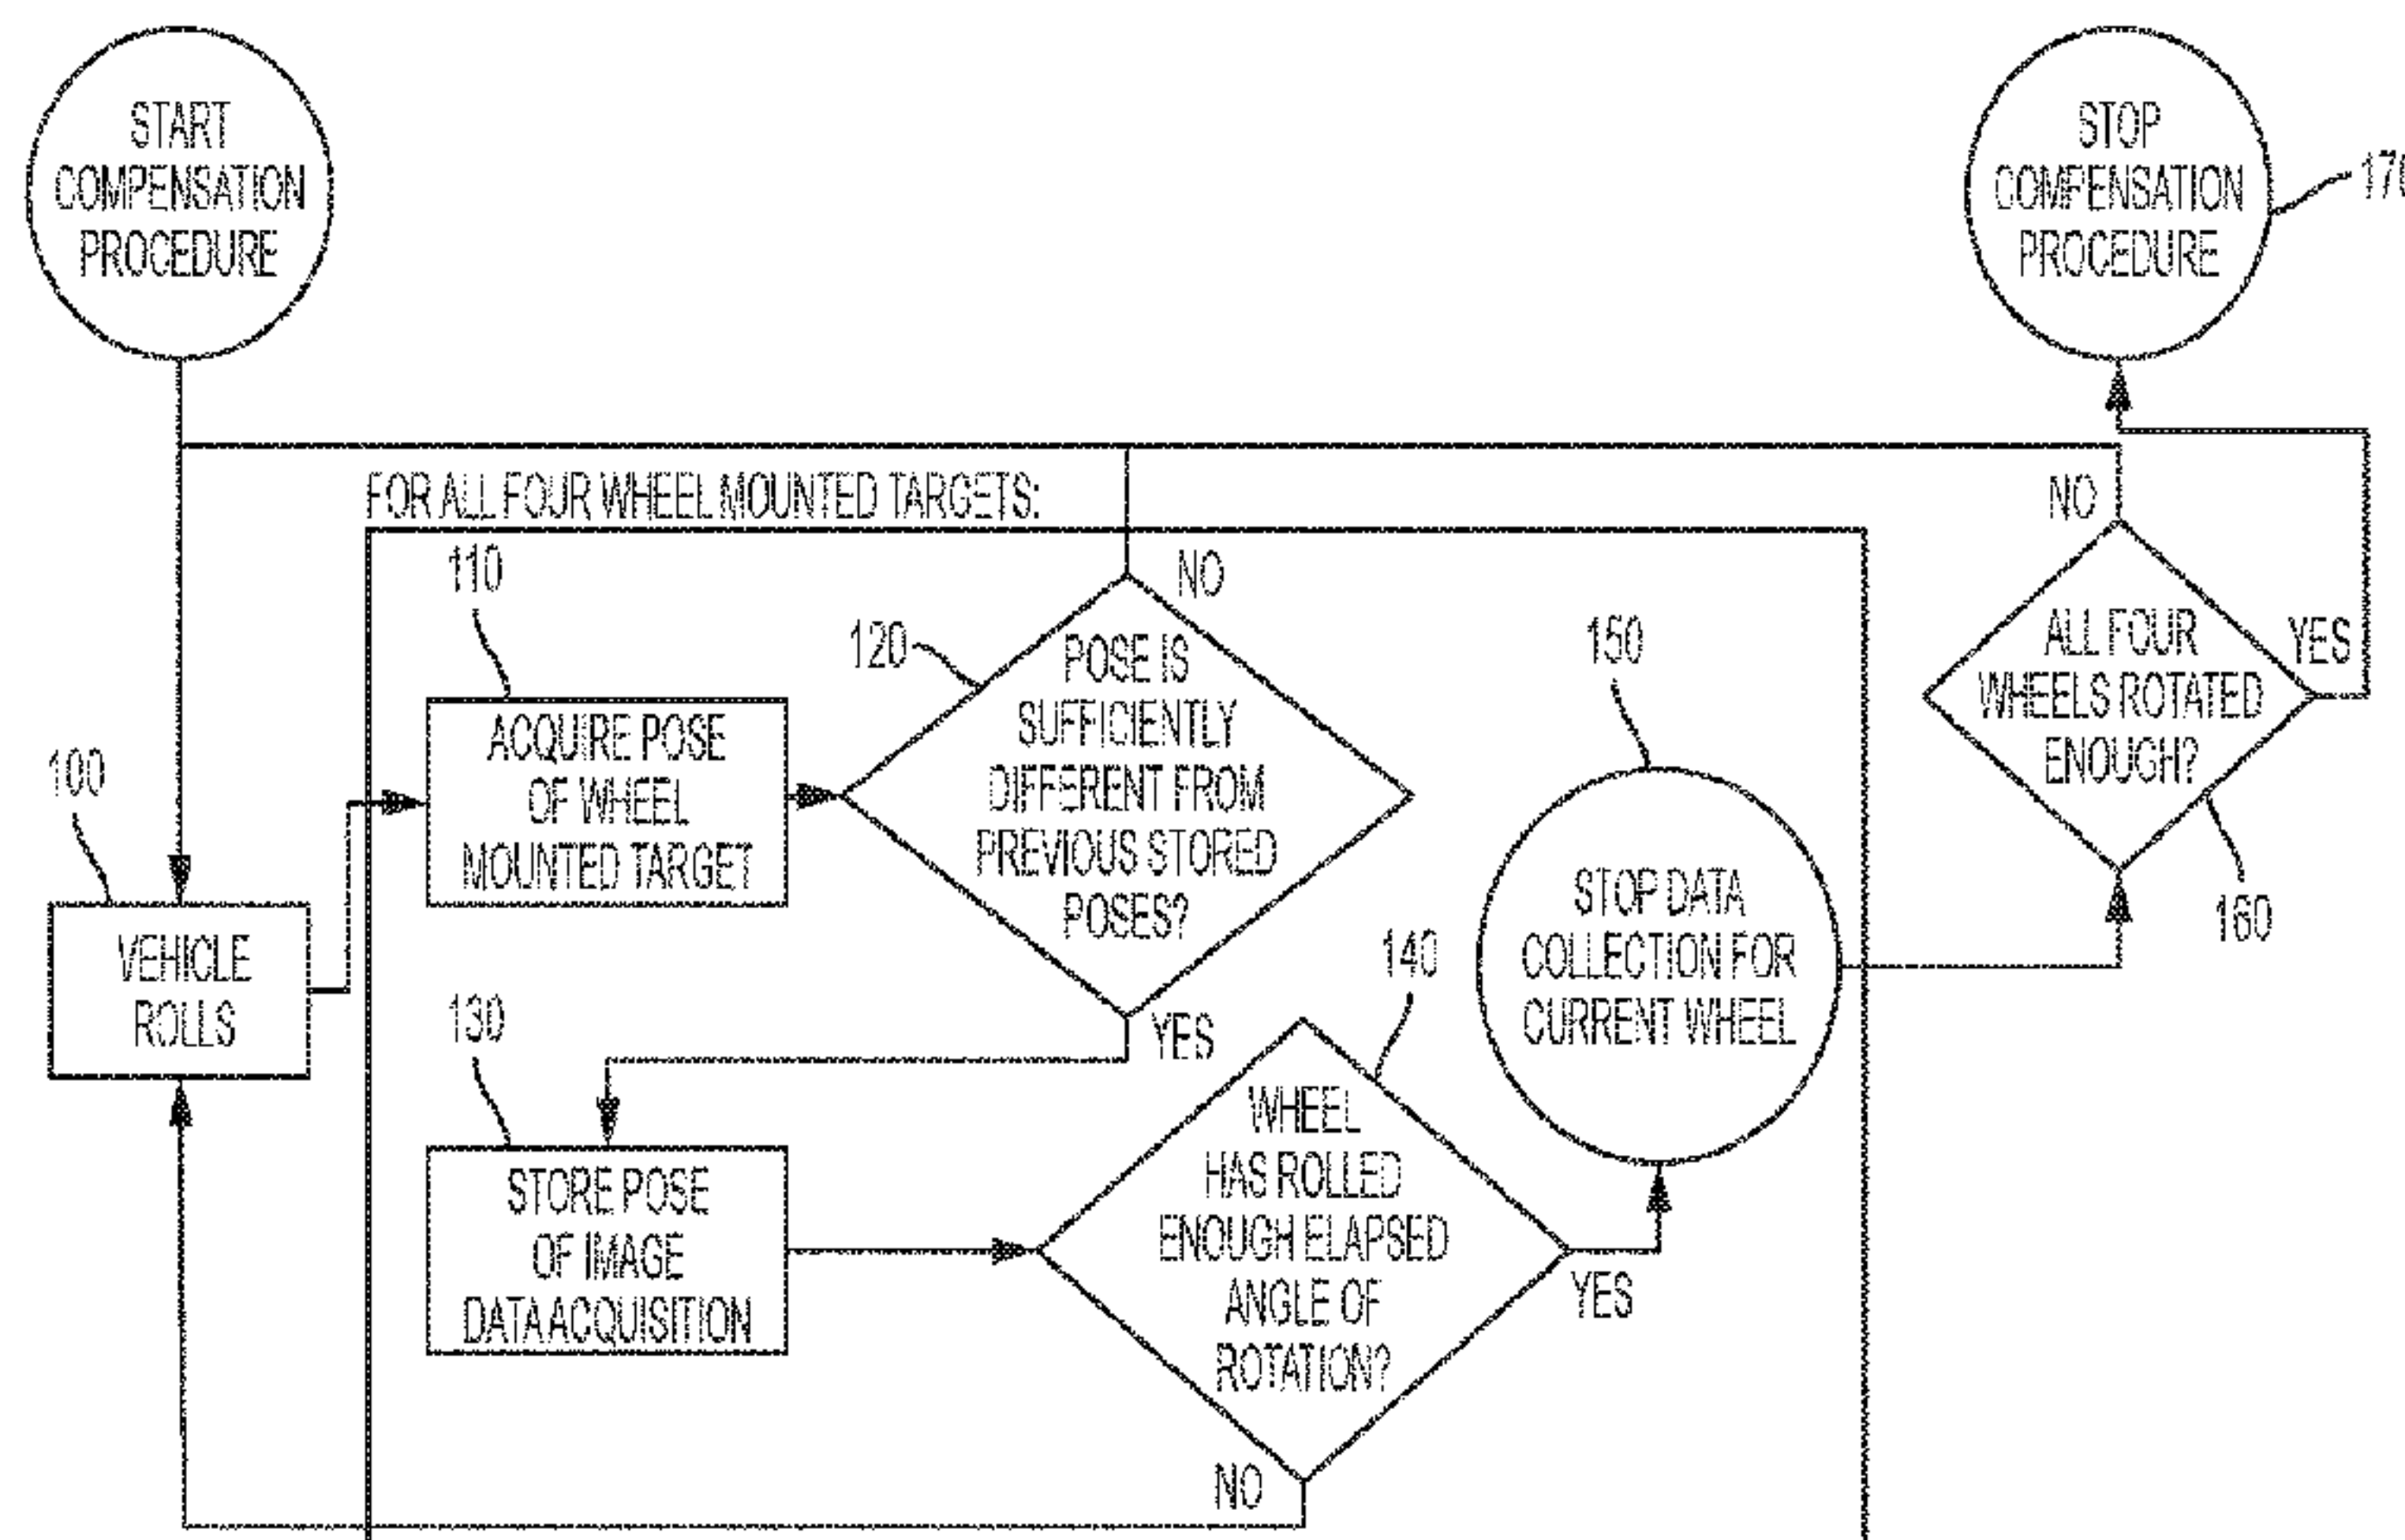 START
COMPENSATION
PROCEDURE
STOP
COMPENSATION
PROCEDURE
170
FOR ALL FOUR WHEEL MOUNTED TARGETS:
NO
110
NO
120
POSE IS
SUFFICIENTLY
DIFFERENT FROM
PREVIOUS STORED
POSES?
150
ALL FOUR
WHEELS ROTATED
ENOUGH?
YES
100
ACQUIRE POSE
OF WHEEL
MOUNTED TARGET
160
VEHICLE
ROLLS
STOP DATA
COLLECTION FOR
CURRENT WHEEL
140
130
YES
STORE POSE
OF IMAGE
DATA ACQUISITION
WHEEL
HAS ROLLED
ENOUGH ELAPSED
ANGLE OF
ROTATION?
YES
NO